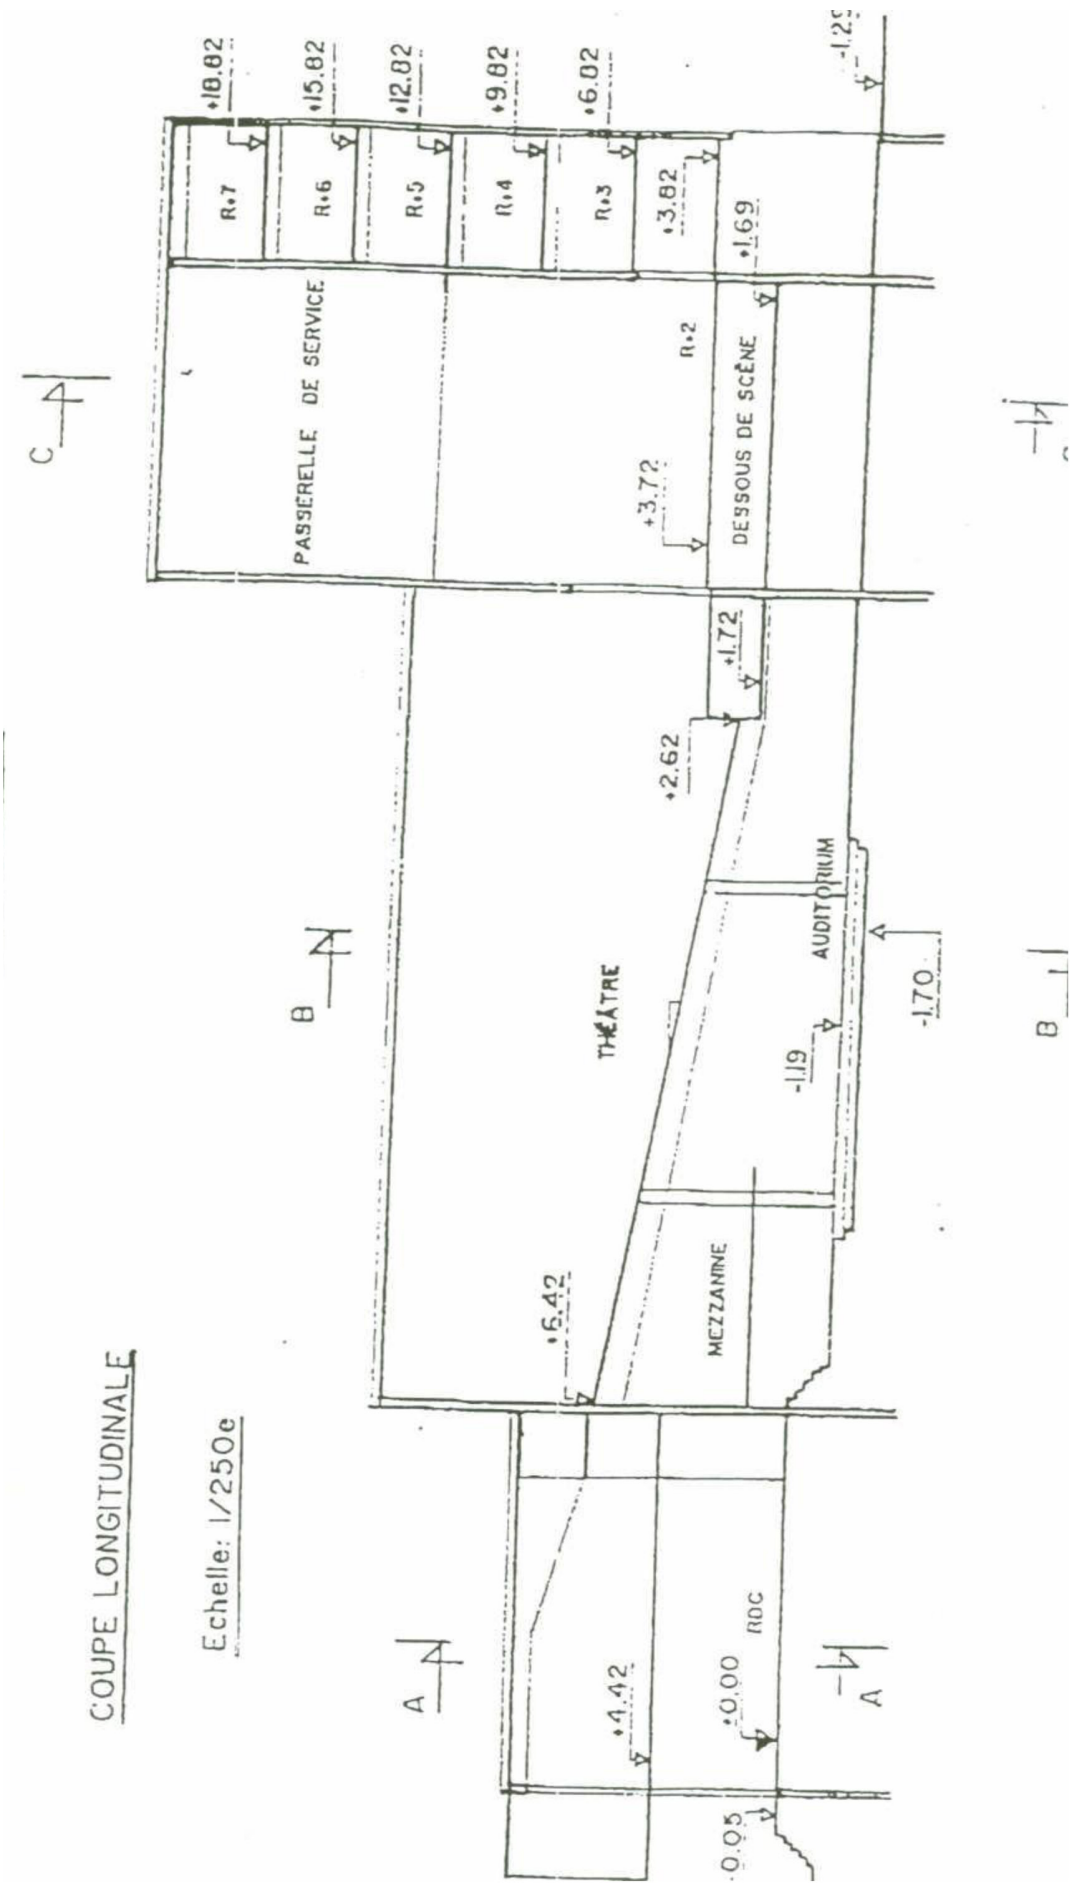 COUPE LONGITUDINALE
Echelle: 1/250e
+18.82
+15.82
+12.82
+9.82
+6.82
+3.82
+1.69
R+7
R+6
R+5
R+4
R+3
R+2
PASSERELLE DE SERVICE
DESSOUS DE SCÈNE
+3.72
+1.72
+2.62
THÉATRE
AUDITORIUM
-1.19
-1.70
MEZZANINE
+6.42
+4.42
RDC
±0.00
0.05
A
A
B
B
C